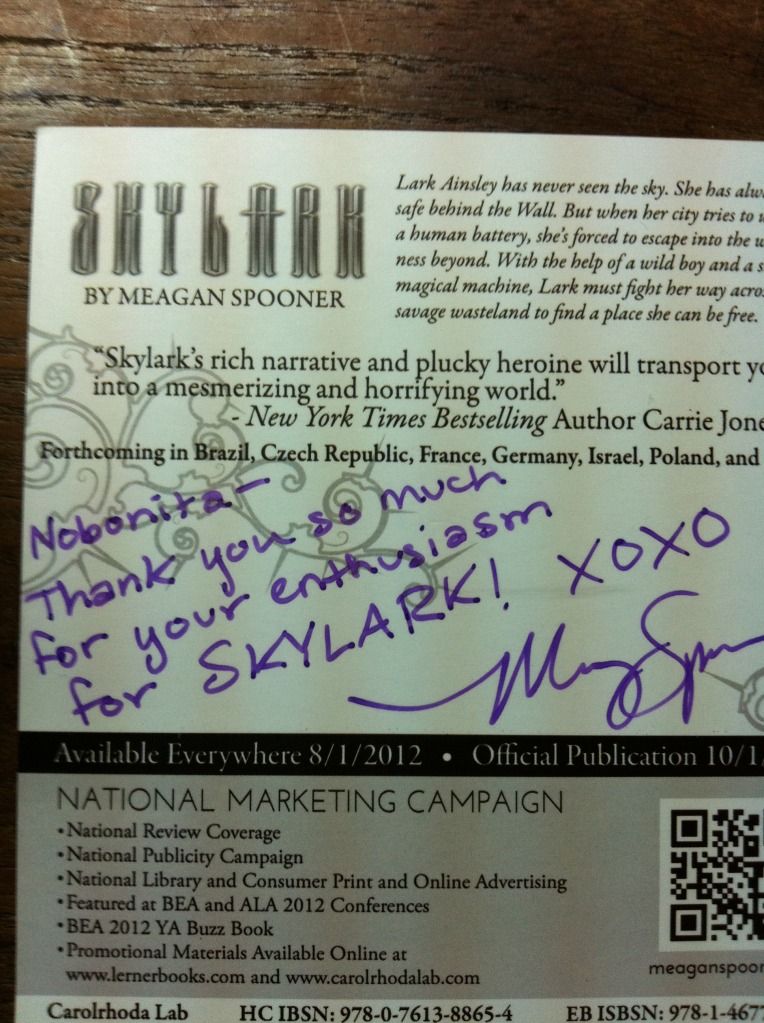 SKYLARK
BY MEAGAN SPOONER
Lark Ainsley has never seen the sky. She has
safe behind the Wall. But when her city tries to
a human battery, she's forced to escape into the
ness beyond. With the help of a wild boy and a
magical machine, Lark must fight her way
savage wasteland to find a place she can be free.
"Skylark's rich narrative and plucky heroine will transport
into a mesmerizing and horrifying world."
- New York Times Bestselling Author Carrie
Forthcoming in Brazil, Czech Republic, France, Germany, Israel, Poland, and
Nobonita-
Thank you so much
for your enthusiasm
for SKYLARK! XOXO
Available Everywhere 8/1/2012 • Official Publication 10/1/
NATIONAL MARKETING CAMPAIGN
•National Review Coverage
•National Publicity Campaign
•National Library and Consumer Print and Online Advertising
•Featured at BEA and ALA 2012 Conferences
•BEA 2012 YA Buzz Book
•Promotional Materials Available Online at
www.lernerbooks.com and www.carolrhodalab.com
meaganspoon
Carolrhoda Lab HC IBSN: 978-0-7613-8865-4 EB ISBSN: 978-1-4677